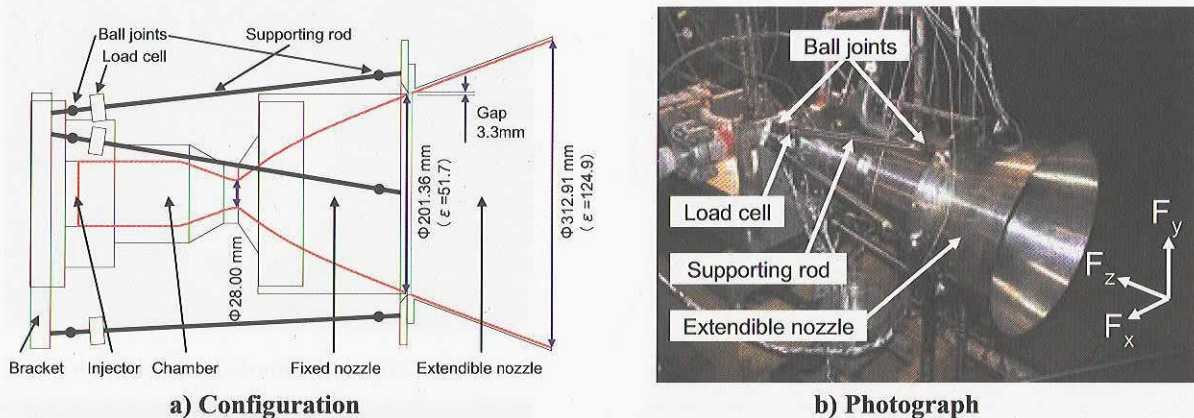 Ball joints
Load cell
Supporting rod
Gap
3.3mm
Φ28.00 mm
Φ201.36 mm
(ε=51.7)
Φ312.91 mm
(ε=124.9)
Bracket Injector Chamber Fixed nozzle Extendible nozzle
a) Configuration
Ball joints
Load cell
Supporting rod
Extendible nozzle
Fy
Fz
Fx
b) Photograph